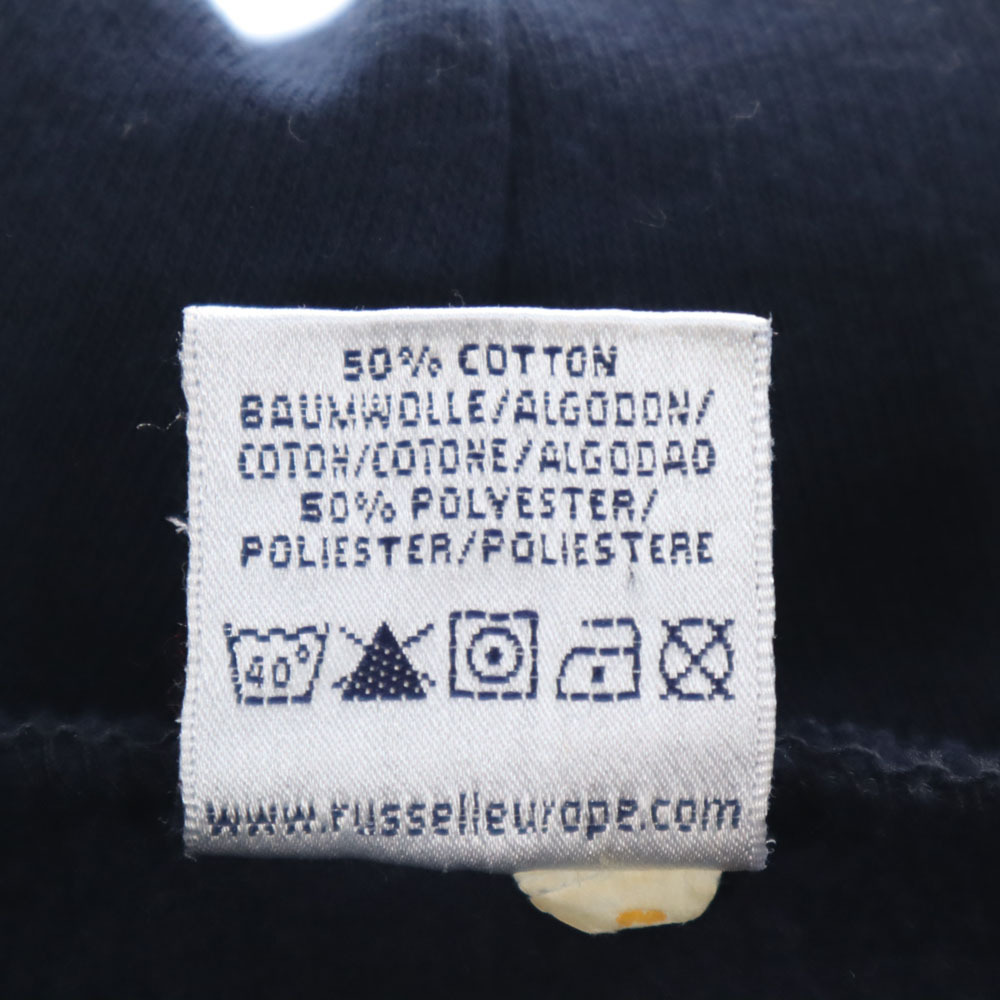 50% COTTON
BAUMWOLLE/ALGODON/
COTON/COTONE/ALGODAO
50% POLYESTER/
POLIESTER/POLIESTERE
40°
www.russelleurope.com